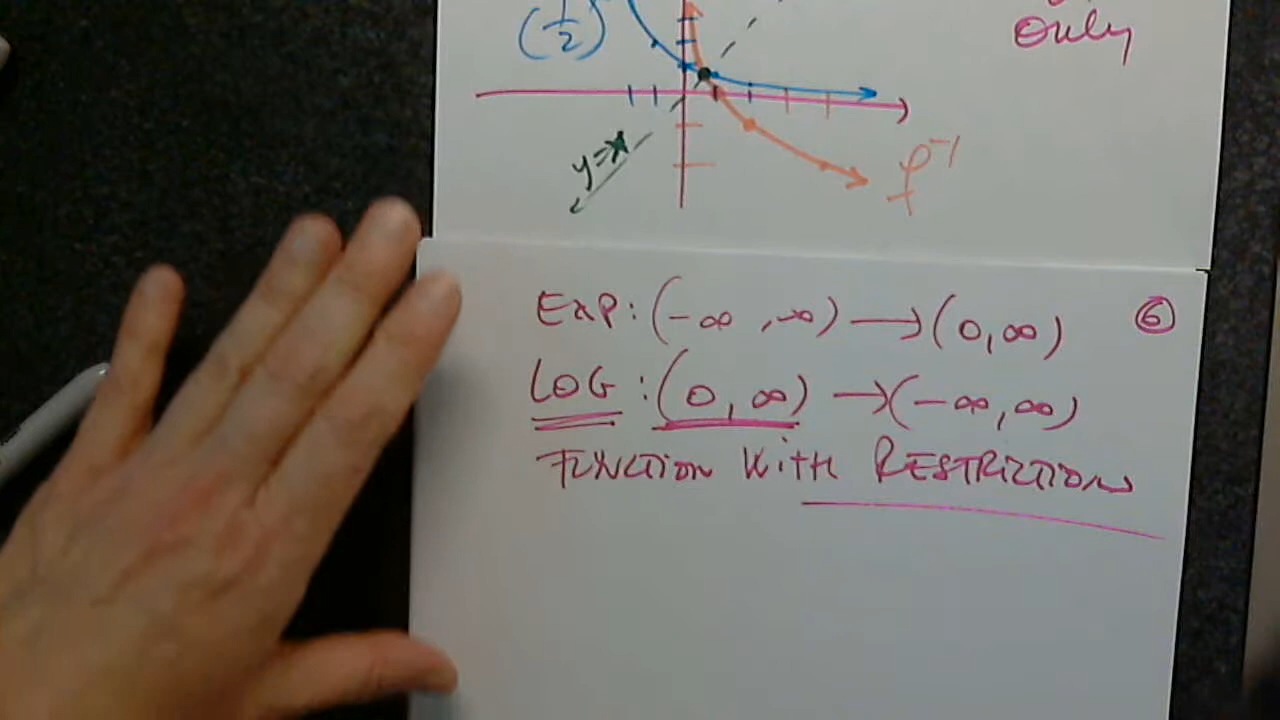 (1/2)
Only
y=x
f⁻¹
EXP: (-∞, ∞) → (0, ∞)
6
LOG : (0, ∞) → (-∞, ∞)
FUNCTION WITH RESTRICTION